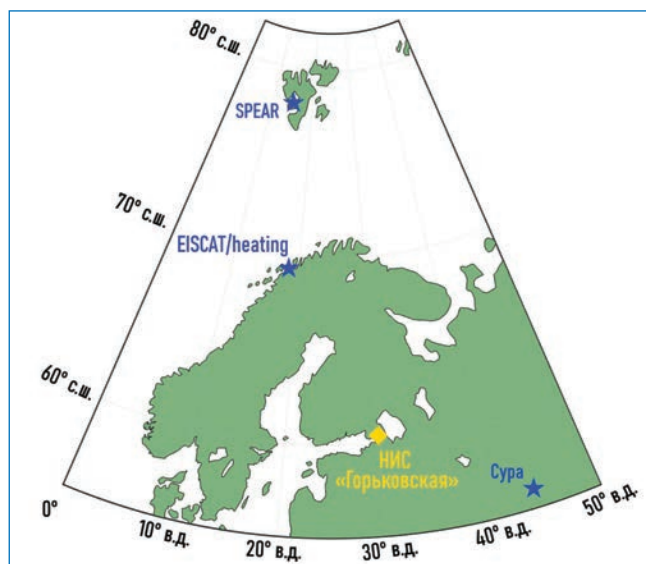 80° с.ш.
SPEAR
70° с.ш.
EISCAT/heating
60° с.ш.
НИС
«Горьковская»
Сура
0°
10° в.д.
20° в.д.
30° в.д.
40° в.д.
50° в.д.